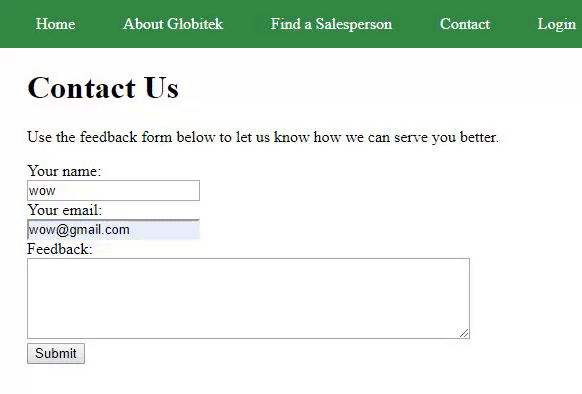 Home About Globitek Find a Salesperson Contact Login
Contact Us
Use the feedback form below to let us know how we can serve you better.
Your name:
wow
Your email:
wow@gmail.com
Feedback:
Submit